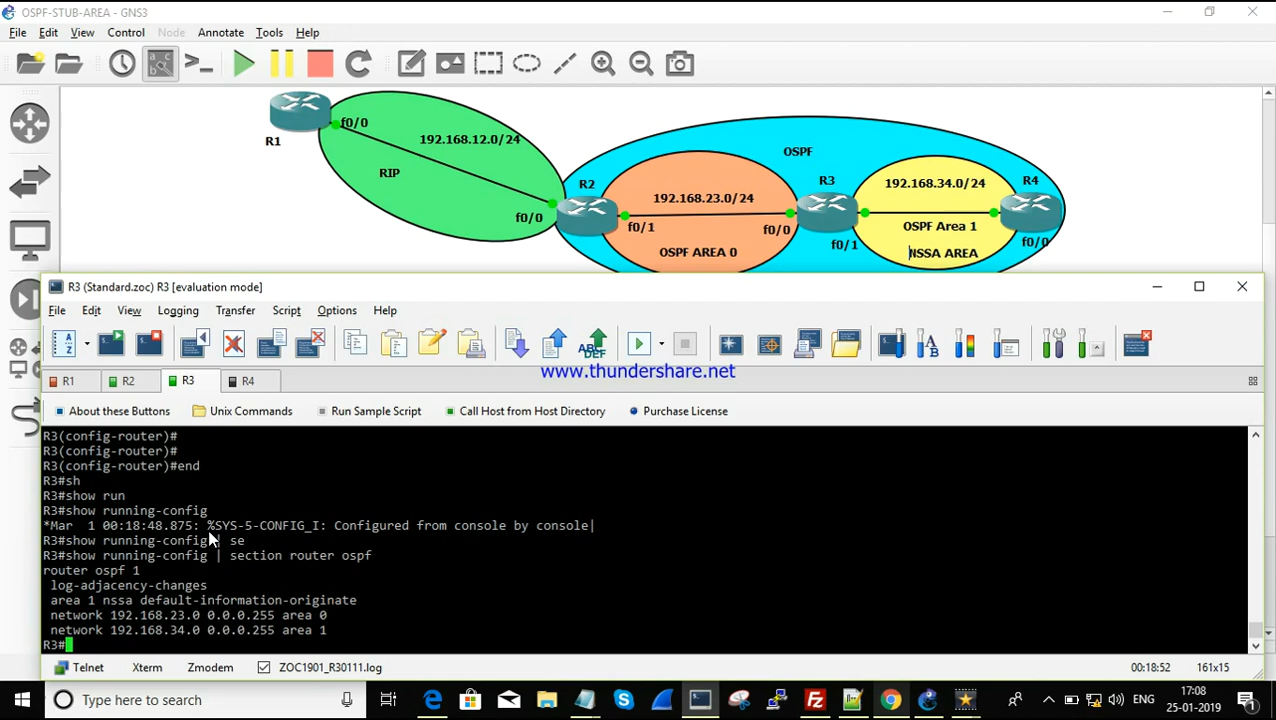 OSPF-STUB-AREA - GNS3
File Edit View Control Node Annotate Tools Help
R1
f0/0
192.168.12.0/24
RIP
f0/0
OSPF
R2
192.168.23.0/24
f0/1
f0/0
OSPF AREA 0
R3
192.168.34.0/24
R4
OSPF Area 1
f0/1
f0/0
NSSA AREA
R3 (Standard.zoc) R3 [evaluation mode]
File Edit View Logging Transfer Script Options Help
www.thundershare.net
R1 R2 R3 R4
About these Buttons Unix Commands Run Sample Script Call Host from Host Directory Purchase License
R3(config-router)#
R3(config-router)#
R3(config-router)#end
R3#sh
R3#show run
R3#show running-config
*Mar  1 00:18:48.875: %SYS-5-CONFIG_I: Configured from console by console|
R3#show running-config | se
R3#show running-config | section router ospf
router ospf 1
log-adjacency-changes
area 1 nssa default-information-originate
network 192.168.23.0 0.0.0.255 area 0
network 192.168.34.0 0.0.0.255 area 1
R3#
Telnet Xterm Zmodem ZOC1901_R30111.log 00:18:52 161x15
Type here to search
ENG
17:08
25-01-2019